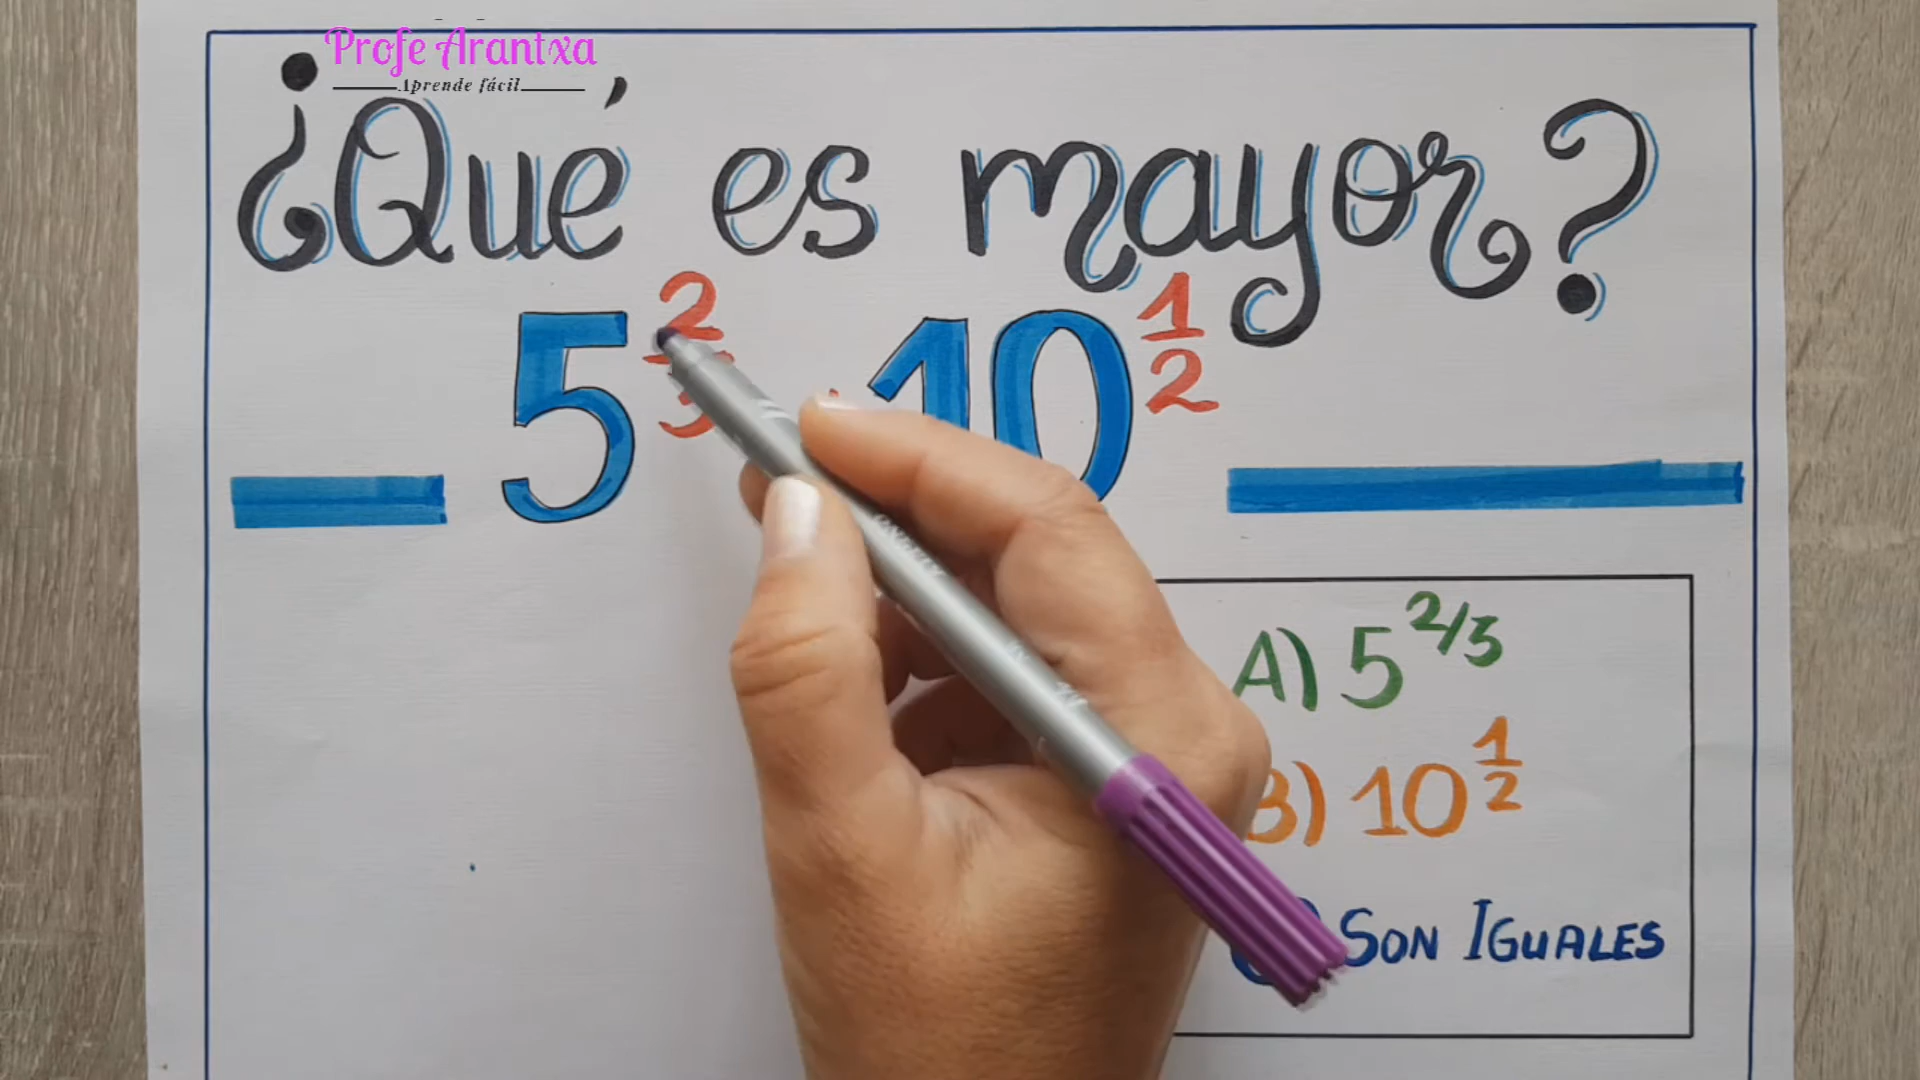 Profe Arantxa
Aprende fácil
¿Qué es mayor?
5 2/3 10 1/2
A) 5 2/3
B) 10 1/2
SON IGUALES